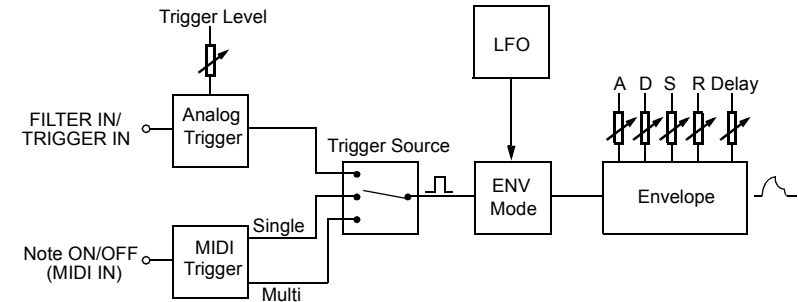 Trigger Level
LFO
A D S R Delay
FILTER IN/
TRIGGER IN
Analog
Trigger
Trigger Source
ENV
Mode
Envelope
Note ON/OFF
(MIDI IN)
MIDI
Trigger
Single
Multi